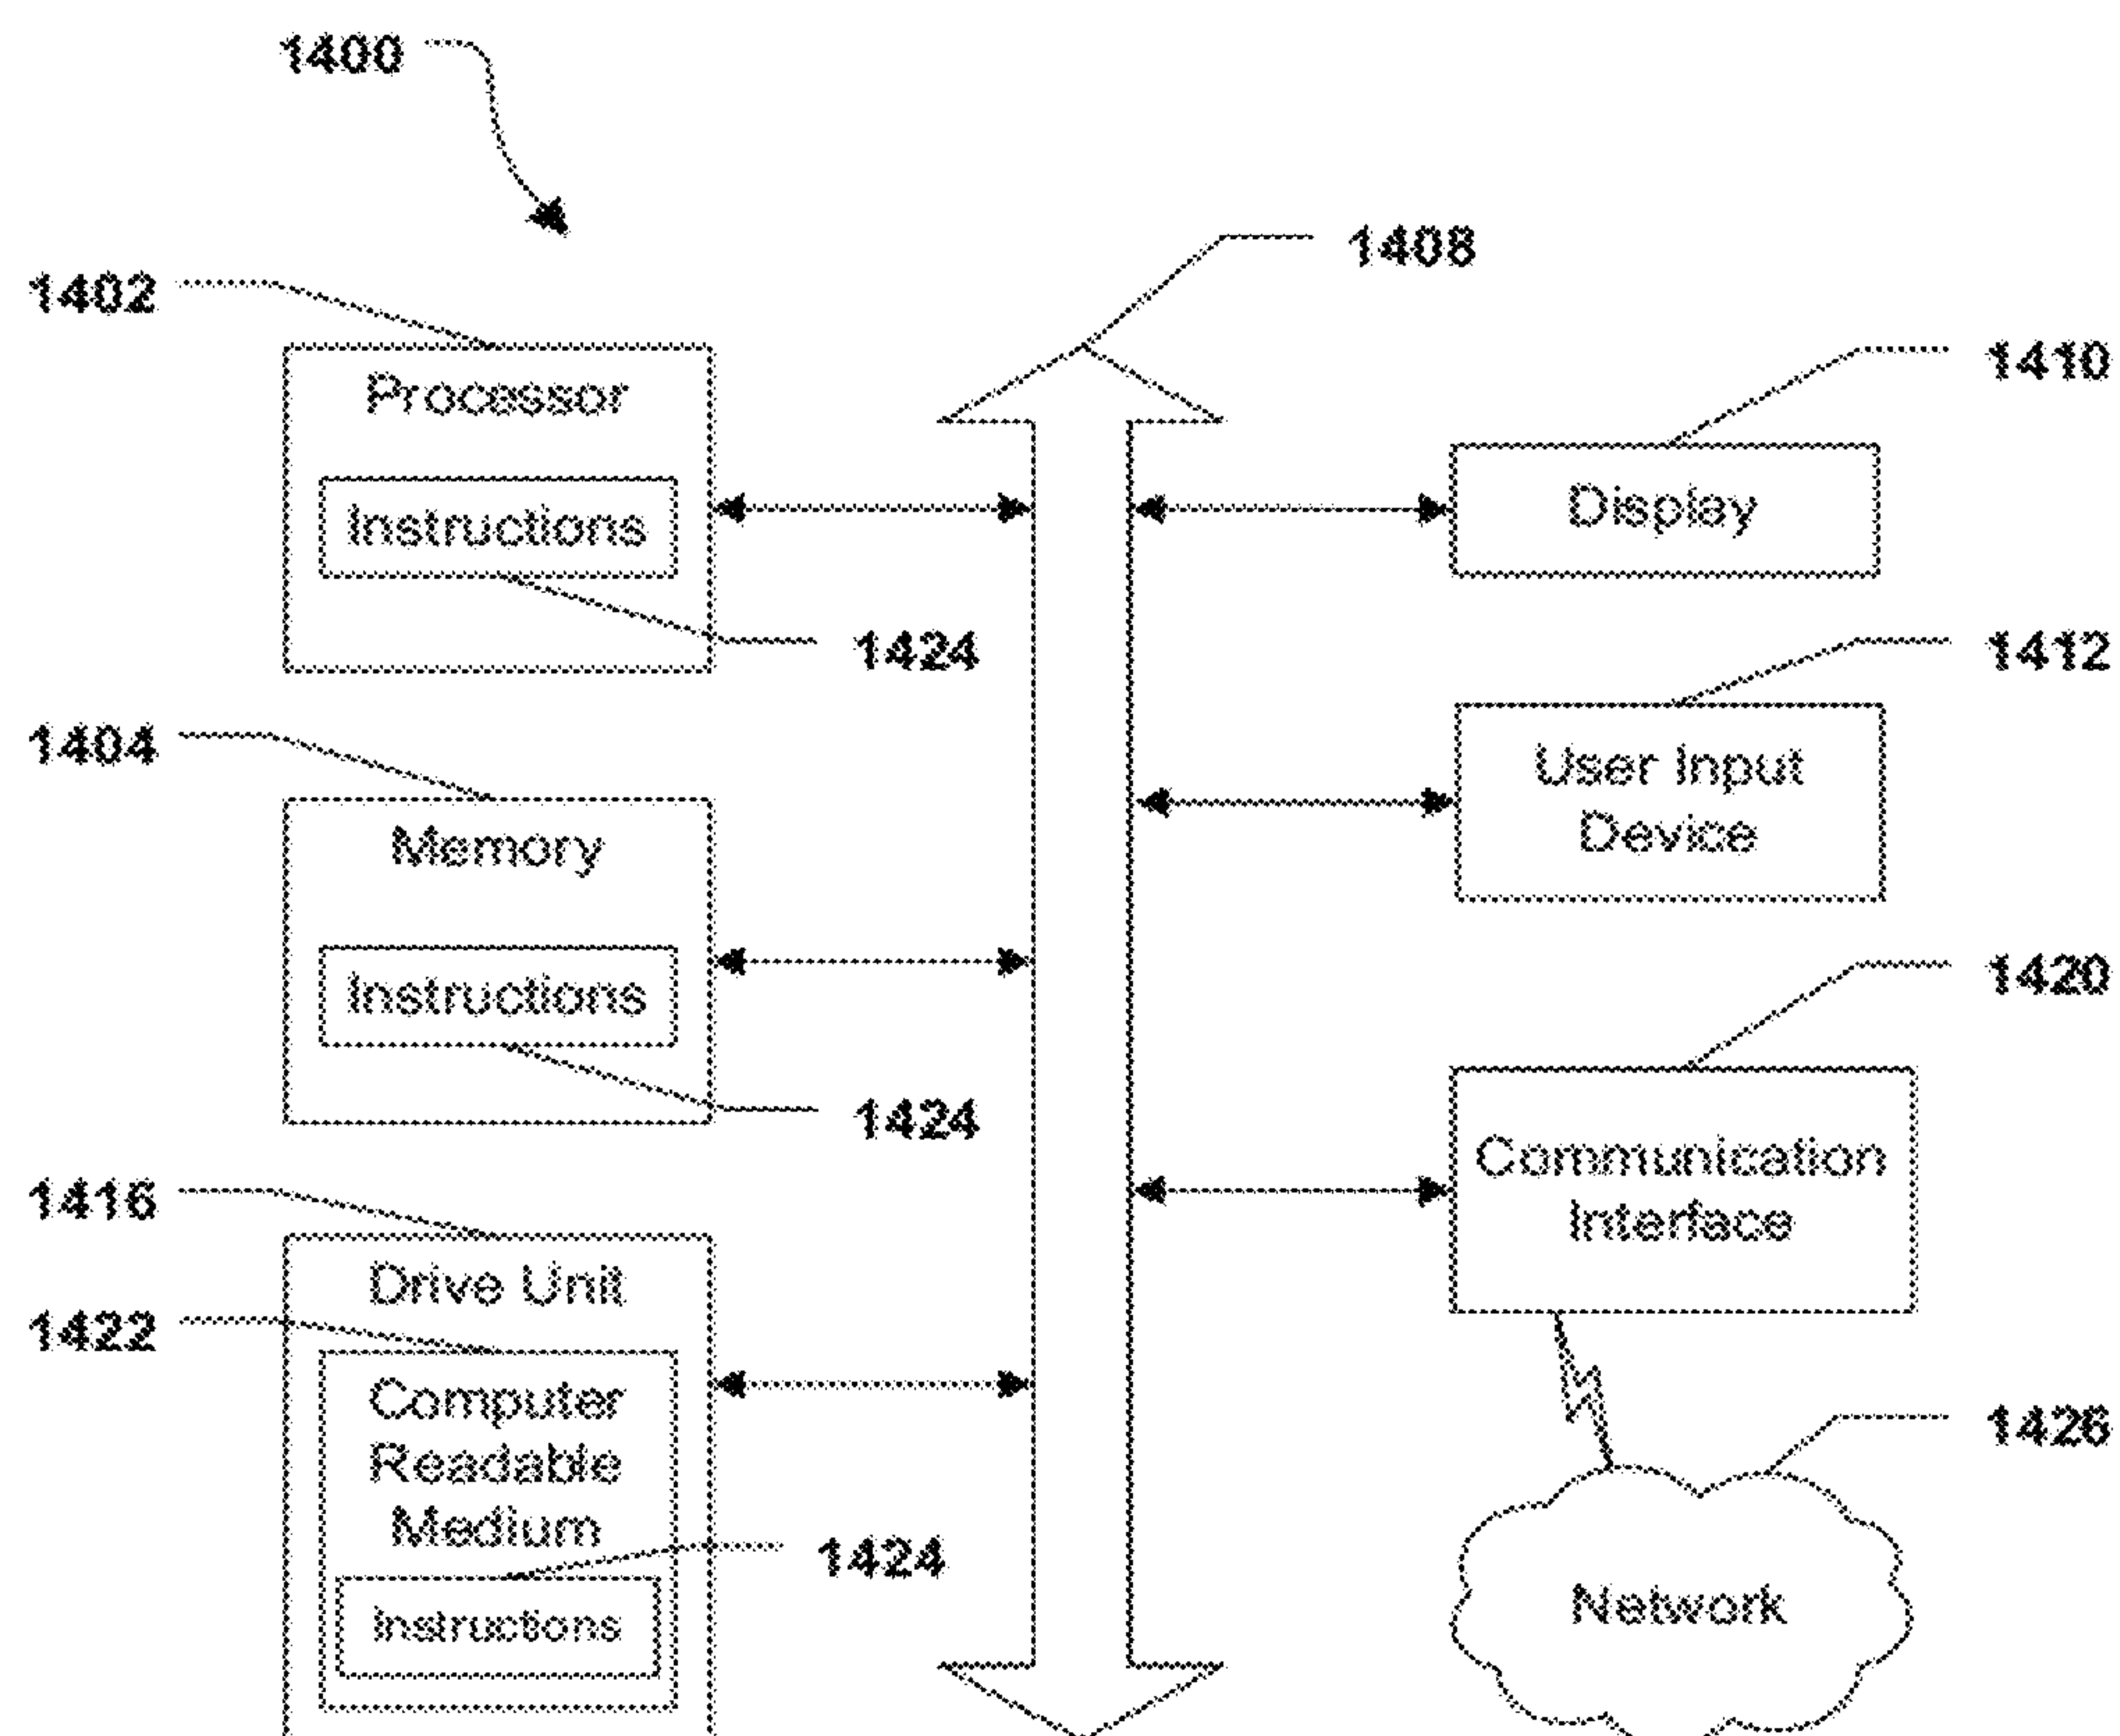 1400
1408
1402
1410
Processor
Display
Instructions
1424
1412
1404
User Input
Device
Memory
1420
Instructions
1424
Communication
Interface
1416
Drive Unit
1422
Computer
Readable
Medium
1424
1426
Instructions
Network